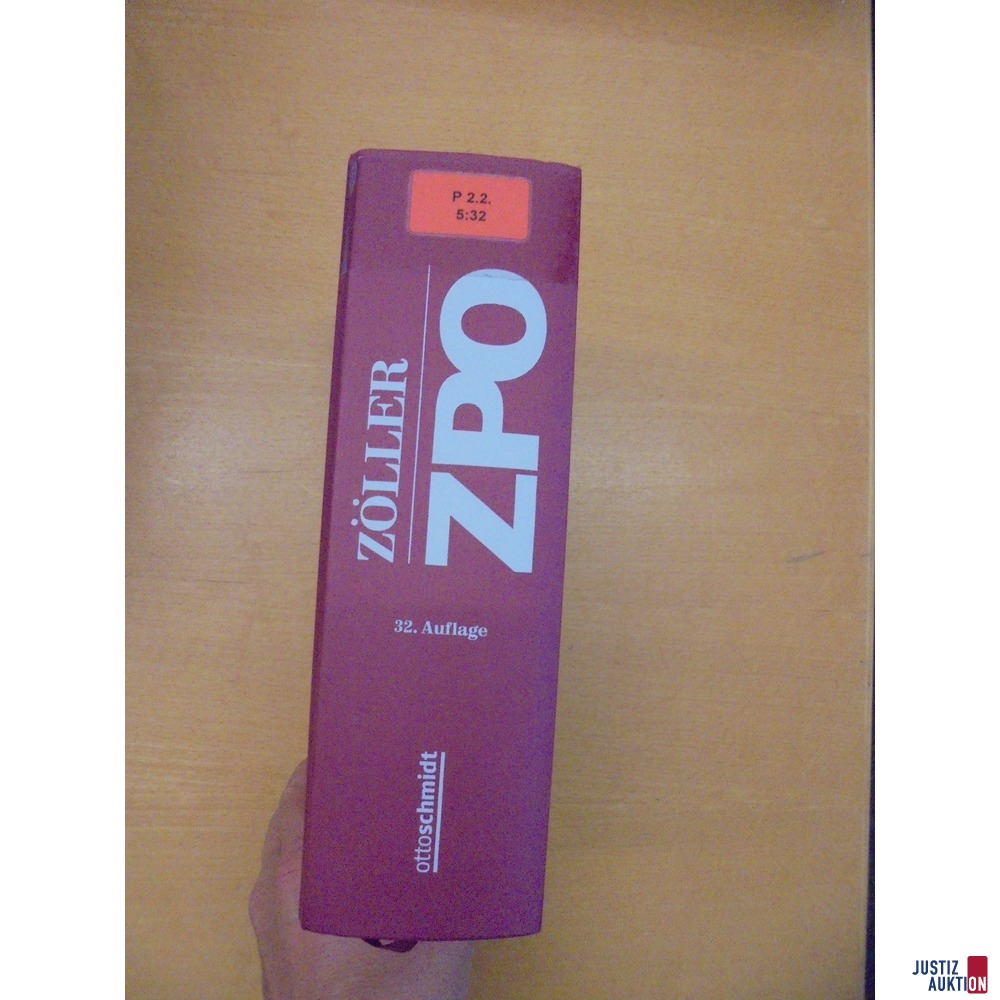 P 2.2.
5:32
ZÖLLER
ZPO
32. Auflage
ottoschmidt
JUSTIZ
AUKTION